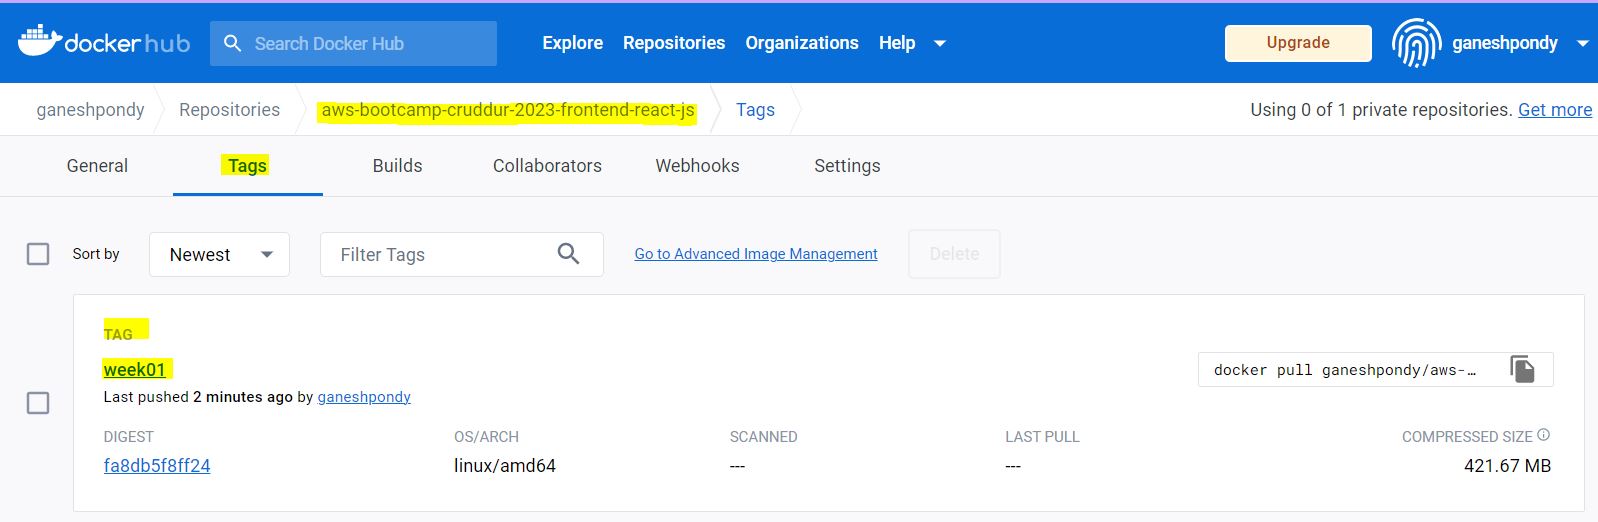 dockerhub Search Docker Hub Explore Repositories Organizations Help Upgrade ganeshpondy
ganeshpondy Repositories aws-bootcamp-cruddur-2023-frontend-react-js Tags Using 0 of 1 private repositories. Get more
General Tags Builds Collaborators Webhooks Settings
Sort by Newest Filter Tags Go to Advanced Image Management Delete
TAG
week01 docker pull ganeshpondy/aws-…
Last pushed 2 minutes ago by ganeshpondy
DIGEST OS/ARCH SCANNED LAST PULL COMPRESSED SIZE
fa8db5f8ff24 linux/amd64 --- --- 421.67 MB